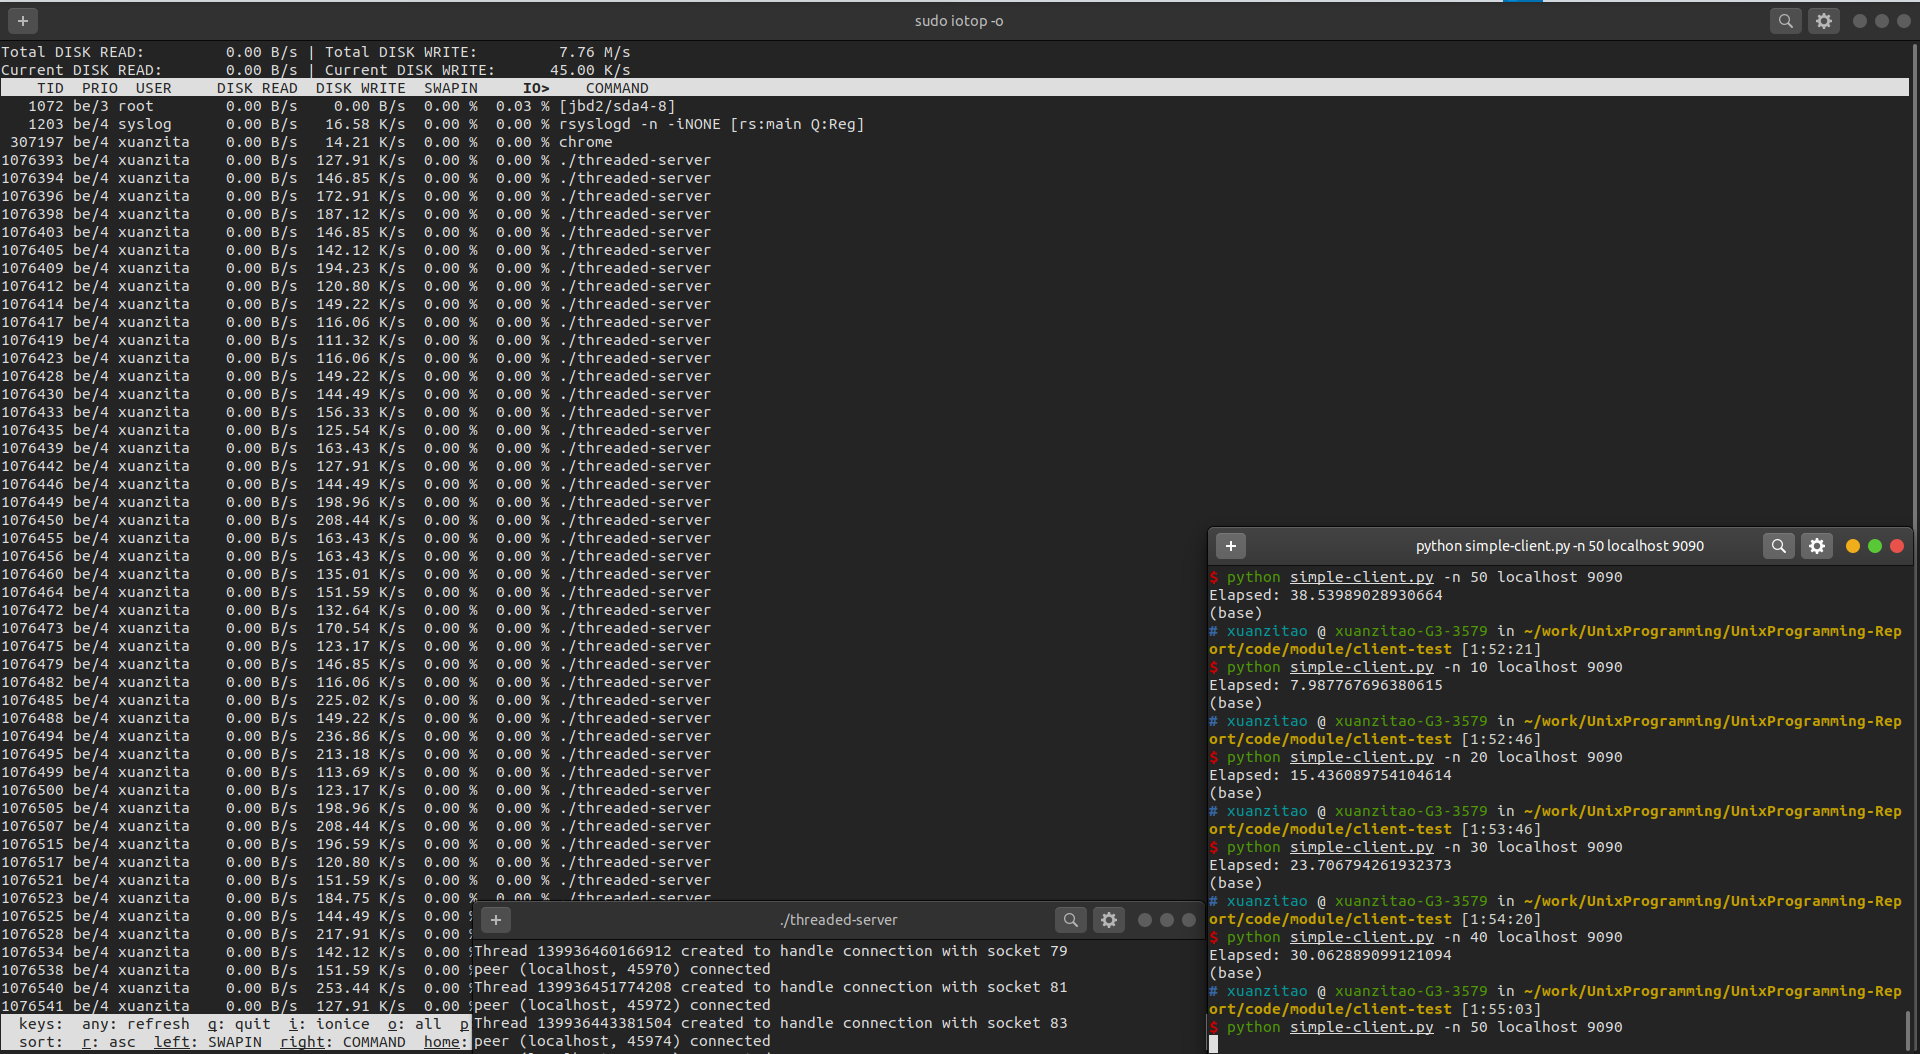 sudo iotop -o
Total DISK READ:         0.00 B/s | Total DISK WRITE:         7.76 M/s
Current DISK READ:       0.00 B/s | Current DISK WRITE:      45.00 K/s
TID  PRIO  USER     DISK READ  DISK WRITE  SWAPIN     IO>    COMMAND
1072 be/3 root        0.00 B/s    0.00 B/s  0.00 %  0.03 % [jbd2/sda4-8]
1203 be/4 syslog      0.00 B/s   16.58 K/s  0.00 %  0.00 % rsyslogd -n -iNONE [rs:main Q:Reg]
307197 be/4 xuanzita    0.00 B/s   14.21 K/s  0.00 %  0.00 % chrome
1076393 be/4 xuanzita    0.00 B/s  127.91 K/s  0.00 %  0.00 % ./threaded-server
1076394 be/4 xuanzita    0.00 B/s  146.85 K/s  0.00 %  0.00 % ./threaded-server
1076396 be/4 xuanzita    0.00 B/s  172.91 K/s  0.00 %  0.00 % ./threaded-server
1076398 be/4 xuanzita    0.00 B/s  187.12 K/s  0.00 %  0.00 % ./threaded-server
1076403 be/4 xuanzita    0.00 B/s  146.85 K/s  0.00 %  0.00 % ./threaded-server
1076405 be/4 xuanzita    0.00 B/s  142.12 K/s  0.00 %  0.00 % ./threaded-server
1076409 be/4 xuanzita    0.00 B/s  194.23 K/s  0.00 %  0.00 % ./threaded-server
1076412 be/4 xuanzita    0.00 B/s  120.80 K/s  0.00 %  0.00 % ./threaded-server
1076414 be/4 xuanzita    0.00 B/s  149.22 K/s  0.00 %  0.00 % ./threaded-server
1076417 be/4 xuanzita    0.00 B/s  116.06 K/s  0.00 %  0.00 % ./threaded-server
1076419 be/4 xuanzita    0.00 B/s  111.32 K/s  0.00 %  0.00 % ./threaded-server
1076423 be/4 xuanzita    0.00 B/s  116.06 K/s  0.00 %  0.00 % ./threaded-server
1076428 be/4 xuanzita    0.00 B/s  149.22 K/s  0.00 %  0.00 % ./threaded-server
1076430 be/4 xuanzita    0.00 B/s  144.49 K/s  0.00 %  0.00 % ./threaded-server
1076433 be/4 xuanzita    0.00 B/s  156.33 K/s  0.00 %  0.00 % ./threaded-server
1076435 be/4 xuanzita    0.00 B/s  125.54 K/s  0.00 %  0.00 % ./threaded-server
1076439 be/4 xuanzita    0.00 B/s  163.43 K/s  0.00 %  0.00 % ./threaded-server
1076442 be/4 xuanzita    0.00 B/s  127.91 K/s  0.00 %  0.00 % ./threaded-server
1076446 be/4 xuanzita    0.00 B/s  144.49 K/s  0.00 %  0.00 % ./threaded-server
1076449 be/4 xuanzita    0.00 B/s  198.96 K/s  0.00 %  0.00 % ./threaded-server
1076450 be/4 xuanzita    0.00 B/s  208.44 K/s  0.00 %  0.00 % ./threaded-server
1076455 be/4 xuanzita    0.00 B/s  163.43 K/s  0.00 %  0.00 % ./threaded-server
1076456 be/4 xuanzita    0.00 B/s  163.43 K/s  0.00 %  0.00 % ./threaded-server
1076460 be/4 xuanzita    0.00 B/s  135.01 K/s  0.00 %  0.00 % ./threaded-server
1076464 be/4 xuanzita    0.00 B/s  151.59 K/s  0.00 %  0.00 % ./threaded-server
1076472 be/4 xuanzita    0.00 B/s  132.64 K/s  0.00 %  0.00 % ./threaded-server
1076473 be/4 xuanzita    0.00 B/s  170.54 K/s  0.00 %  0.00 % ./threaded-server
1076475 be/4 xuanzita    0.00 B/s  123.17 K/s  0.00 %  0.00 % ./threaded-server
1076479 be/4 xuanzita    0.00 B/s  146.85 K/s  0.00 %  0.00 % ./threaded-server
1076482 be/4 xuanzita    0.00 B/s  116.06 K/s  0.00 %  0.00 % ./threaded-server
1076485 be/4 xuanzita    0.00 B/s  225.02 K/s  0.00 %  0.00 % ./threaded-server
1076488 be/4 xuanzita    0.00 B/s  149.22 K/s  0.00 %  0.00 % ./threaded-server
1076494 be/4 xuanzita    0.00 B/s  236.86 K/s  0.00 %  0.00 % ./threaded-server
1076495 be/4 xuanzita    0.00 B/s  213.18 K/s  0.00 %  0.00 % ./threaded-server
1076499 be/4 xuanzita    0.00 B/s  113.69 K/s  0.00 %  0.00 % ./threaded-server
1076500 be/4 xuanzita    0.00 B/s  123.17 K/s  0.00 %  0.00 % ./threaded-server
1076505 be/4 xuanzita    0.00 B/s  198.96 K/s  0.00 %  0.00 % ./threaded-server
1076507 be/4 xuanzita    0.00 B/s  208.44 K/s  0.00 %  0.00 % ./threaded-server
1076515 be/4 xuanzita    0.00 B/s  196.59 K/s  0.00 %  0.00 % ./threaded-server
1076517 be/4 xuanzita    0.00 B/s  120.80 K/s  0.00 %  0.00 % ./threaded-server
1076521 be/4 xuanzita    0.00 B/s  151.59 K/s  0.00 %  0.00 % ./threaded-server
1076523 be/4 xuanzita    0.00 B/s  184.75 K/s  0.00 %  0.00 % ./threaded-server
1076525 be/4 xuanzita    0.00 B/s  144.49 K/s  0.00 %
1076528 be/4 xuanzita    0.00 B/s  217.91 K/s  0.00 %
1076534 be/4 xuanzita    0.00 B/s  142.12 K/s  0.00 %
1076538 be/4 xuanzita    0.00 B/s  151.59 K/s  0.00 %
1076540 be/4 xuanzita    0.00 B/s  253.44 K/s  0.00 %
1076541 be/4 xuanzita    0.00 B/s  127.91 K/s  0.00 %
keys:  any: refresh  q: quit  i: ionice  o: all  p
sort:  r: asc  left: SWAPIN  right: COMMAND  home:
./threaded-server
Thread 139936460166912 created to handle connection with socket 79
peer (localhost, 45970) connected
Thread 139936451774208 created to handle connection with socket 81
peer (localhost, 45972) connected
Thread 139936443381504 created to handle connection with socket 83
peer (localhost, 45974) connected
python simple-client.py -n 50 localhost 9090
$ python simple-client.py -n 50 localhost 9090
Elapsed: 38.53989028930664
(base)
# xuanzitao @ xuanzitao-G3-3579 in ~/work/UnixProgramming/UnixProgramming-Rep
ort/code/module/client-test [1:52:21]
$ python simple-client.py -n 10 localhost 9090
Elapsed: 7.987767696380615
(base)
# xuanzitao @ xuanzitao-G3-3579 in ~/work/UnixProgramming/UnixProgramming-Rep
ort/code/module/client-test [1:52:46]
$ python simple-client.py -n 20 localhost 9090
Elapsed: 15.436089754104614
(base)
# xuanzitao @ xuanzitao-G3-3579 in ~/work/UnixProgramming/UnixProgramming-Rep
ort/code/module/client-test [1:53:46]
$ python simple-client.py -n 30 localhost 9090
Elapsed: 23.706794261932373
(base)
# xuanzitao @ xuanzitao-G3-3579 in ~/work/UnixProgramming/UnixProgramming-Rep
ort/code/module/client-test [1:54:20]
$ python simple-client.py -n 40 localhost 9090
Elapsed: 30.062889099121094
(base)
# xuanzitao @ xuanzitao-G3-3579 in ~/work/UnixProgramming/UnixProgramming-Rep
ort/code/module/client-test [1:55:03]
$ python simple-client.py -n 50 localhost 9090